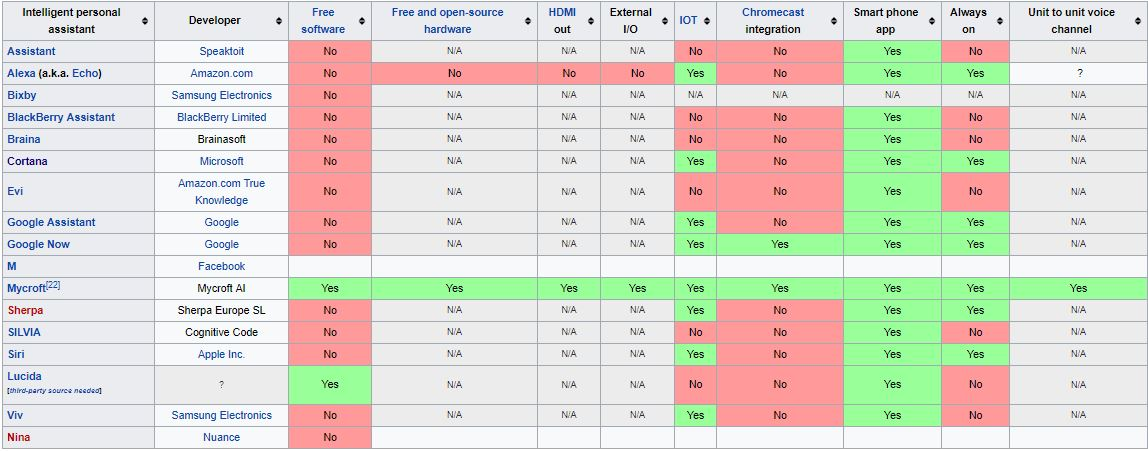 Intelligent personal assistant Developer Free software Free and open-source hardware HDMI out External I/O IOT Chromecast integration Smart phone app Always on Unit to unit voice channel
Assistant Speaktoit No N/A N/A N/A No No Yes No N/A
Alexa (a.k.a. Echo) Amazon.com No No No No Yes No Yes Yes ?
Bixby Samsung Electronics No N/A N/A N/A N/A N/A N/A N/A N/A
BlackBerry Assistant BlackBerry Limited No N/A N/A N/A No No Yes No N/A
Braina Brainasoft No N/A N/A N/A No No Yes No N/A
Cortana Microsoft No N/A N/A N/A Yes No Yes Yes N/A
Evi Amazon.com True Knowledge No N/A N/A N/A No No Yes No N/A
Google Assistant Google No N/A N/A N/A Yes No Yes Yes N/A
Google Now Google No N/A N/A N/A Yes Yes Yes Yes N/A
M Facebook
Mycroft[22] Mycroft AI Yes Yes Yes Yes Yes Yes Yes Yes Yes
Sherpa Sherpa Europe SL No N/A N/A N/A Yes No Yes Yes N/A
SILVIA Cognitive Code No N/A N/A N/A No No Yes No N/A
Siri Apple Inc. No N/A N/A N/A Yes No Yes Yes N/A
Lucida [third-party source needed] ? Yes N/A N/A N/A No No Yes No N/A
Viv Samsung Electronics No N/A N/A N/A Yes No Yes No N/A
Nina Nuance No